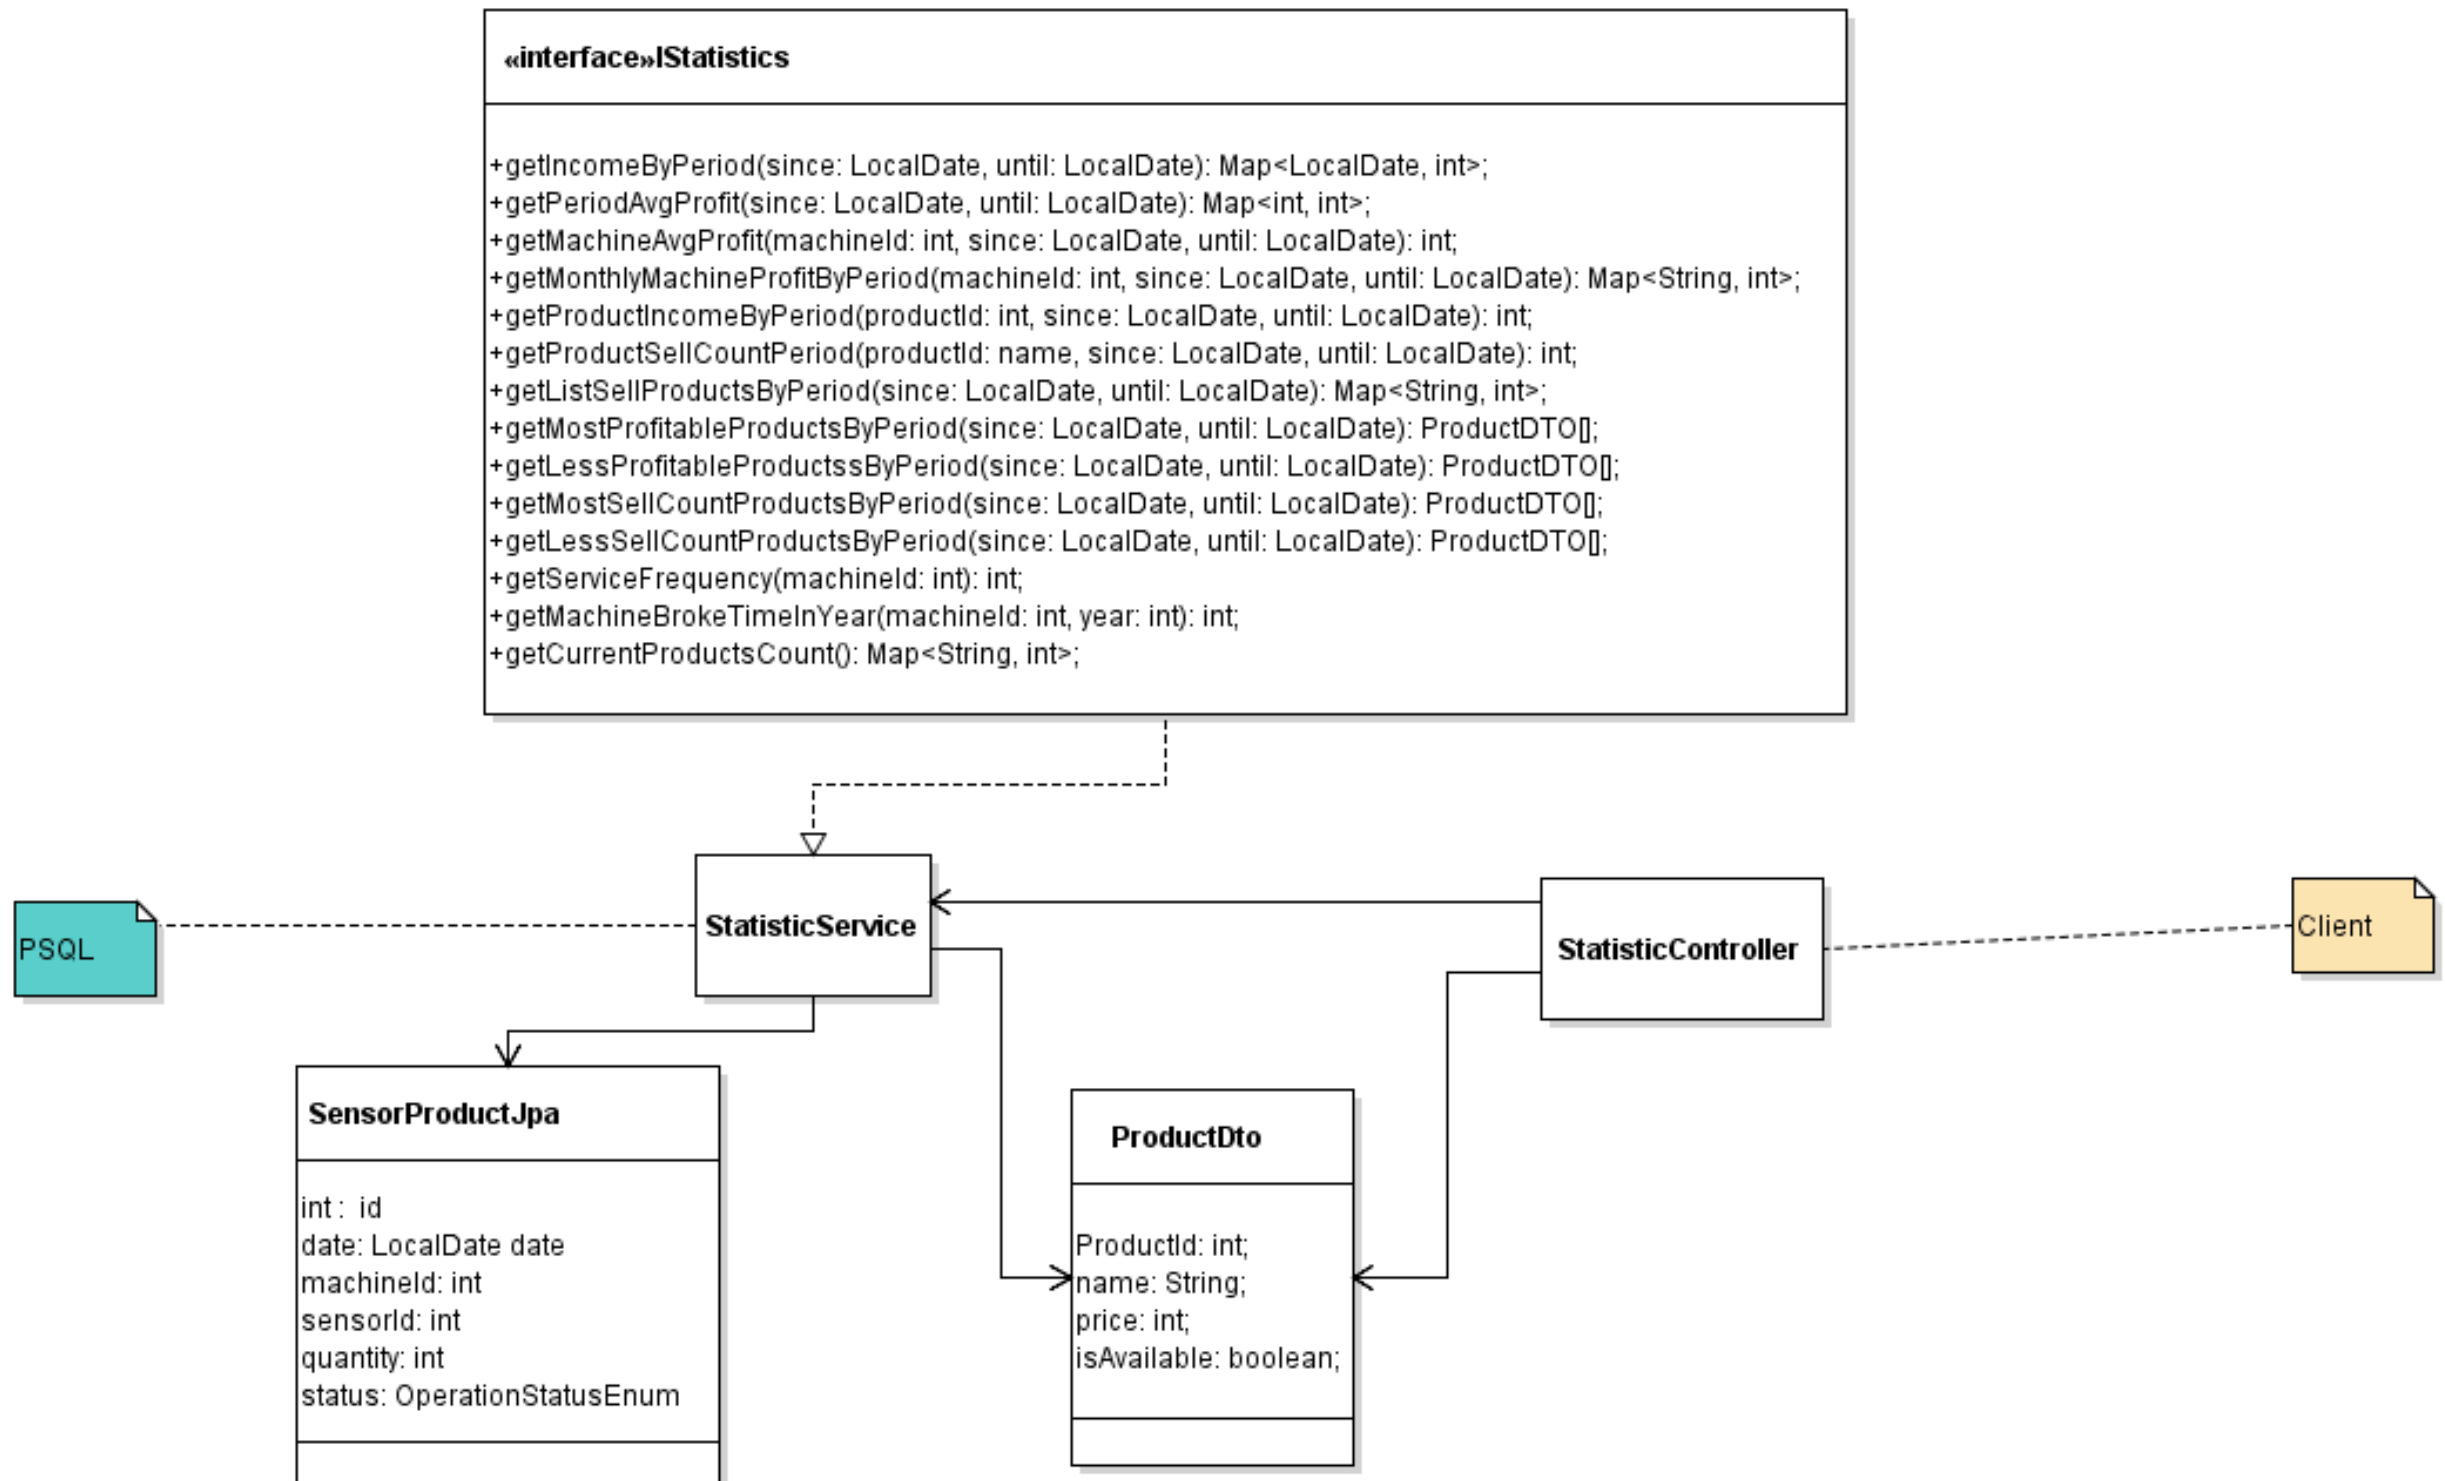 «interface»IStatistics
+getIncomeByPeriod(since: LocalDate, until: LocalDate): Map<LocalDate, int>;
+getPeriodAvgProfit(since: LocalDate, until: LocalDate): Map<int, int>;
+getMachineAvgProfit(machineId: int, since: LocalDate, until: LocalDate): int;
+getMonthlyMachineProfitByPeriod(machineId: int, since: LocalDate, until: LocalDate): Map<String, int>;
+getProductIncomeByPeriod(productId: int, since: LocalDate, until: LocalDate): int;
+getProductSellCountPeriod(productId: name, since: LocalDate, until: LocalDate): int;
+getListSellProductsByPeriod(since: LocalDate, until: LocalDate): Map<String, int>;
+getMostProfitableProductsByPeriod(since: LocalDate, until: LocalDate): ProductDTO[];
+getLessProfitableProductssByPeriod(since: LocalDate, until: LocalDate): ProductDTO[];
+getMostSellCountProductsByPeriod(since: LocalDate, until: LocalDate): ProductDTO[];
+getLessSellCountProductsByPeriod(since: LocalDate, until: LocalDate): ProductDTO[];
+getServiceFrequency(machineId: int): int;
+getMachineBrokeTimeInYear(machineId: int, year: int): int;
+getCurrentProductsCount(): Map<String, int>;
PSQL
StatisticService
StatisticController
Client
SensorProductJpa
int : id
date: LocalDate date
machineId: int
sensorId: int
quantity: int
status: OperationStatusEnum
ProductDto
ProductId: int;
name: String;
price: int;
isAvailable: boolean;